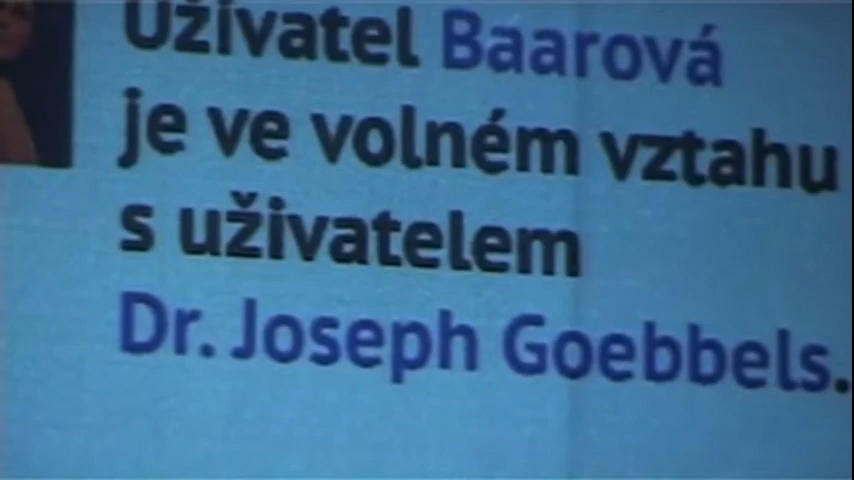 Uživatel Baarová
je ve volném vztahu
s uživatelem
Dr. Joseph Goebbels.